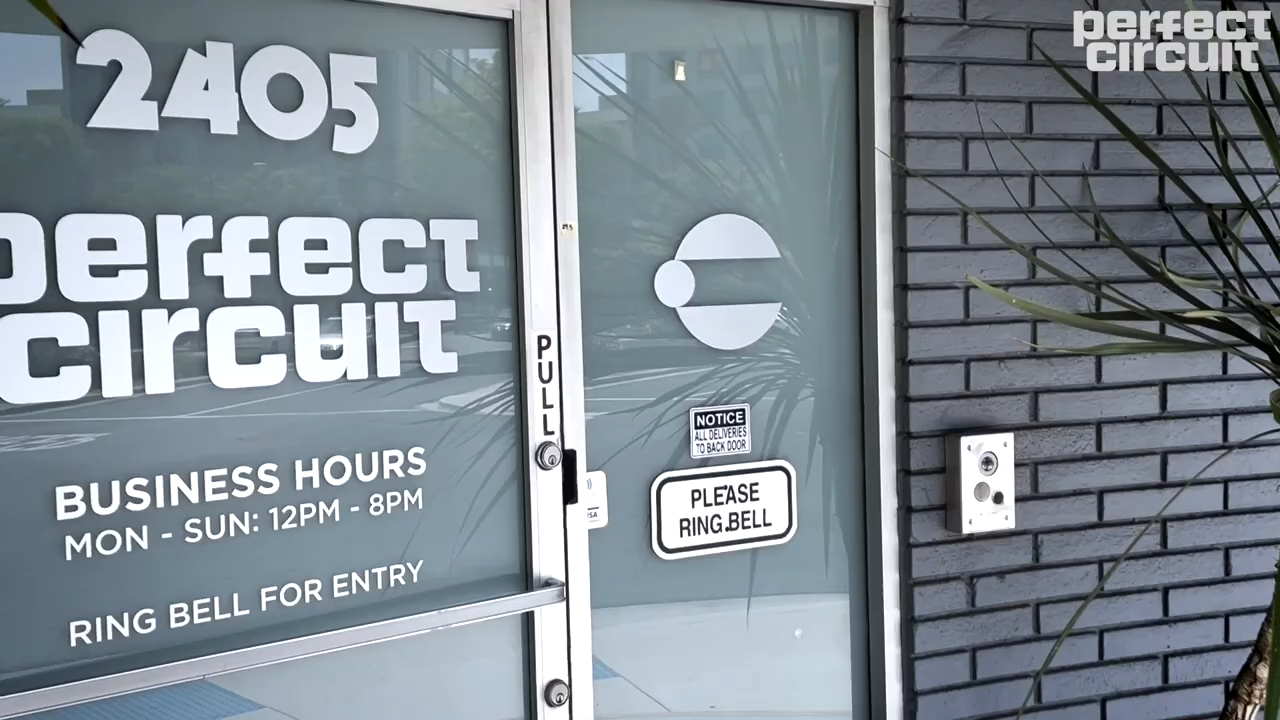 2405
perfect
circuit
BUSINESS HOURS
MON - SUN: 12PM - 8PM
RING BELL FOR ENTRY
PULL
NOTICE
ALL DELIVERIES
TO BACK DOOR
PLEASE
RING BELL
perfect
circuit